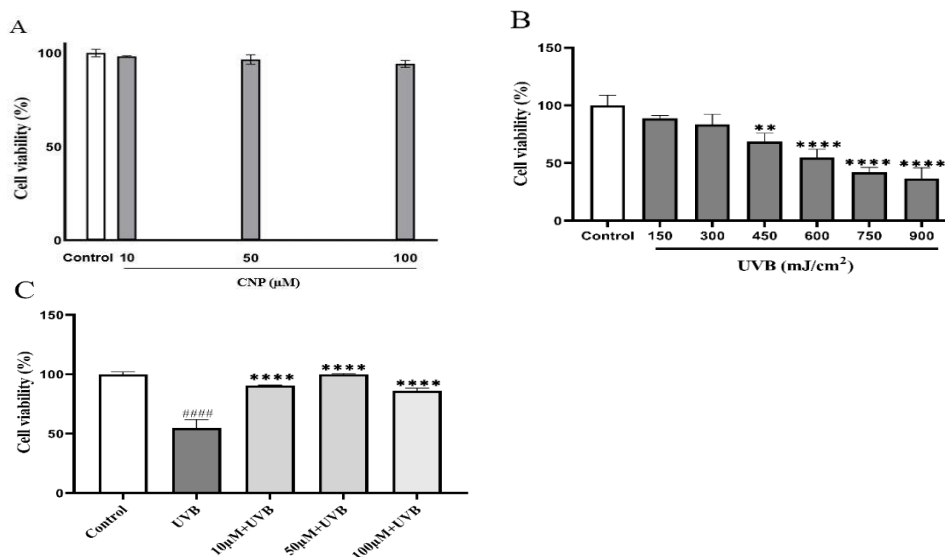 A
Cell viability (%)
100
50
0
Control 10 50 100
CNP (µM)
B
Cell viability (%)
150
100
50
0
** **** **** ****
Control 150 300 450 600 750 900
UVB (mJ/cm²)
C
Cell viability (%)
150
100
50
0
#### **** **** ****
Control UVB 10µM+UVB 50µM+UVB 100µM+UVB